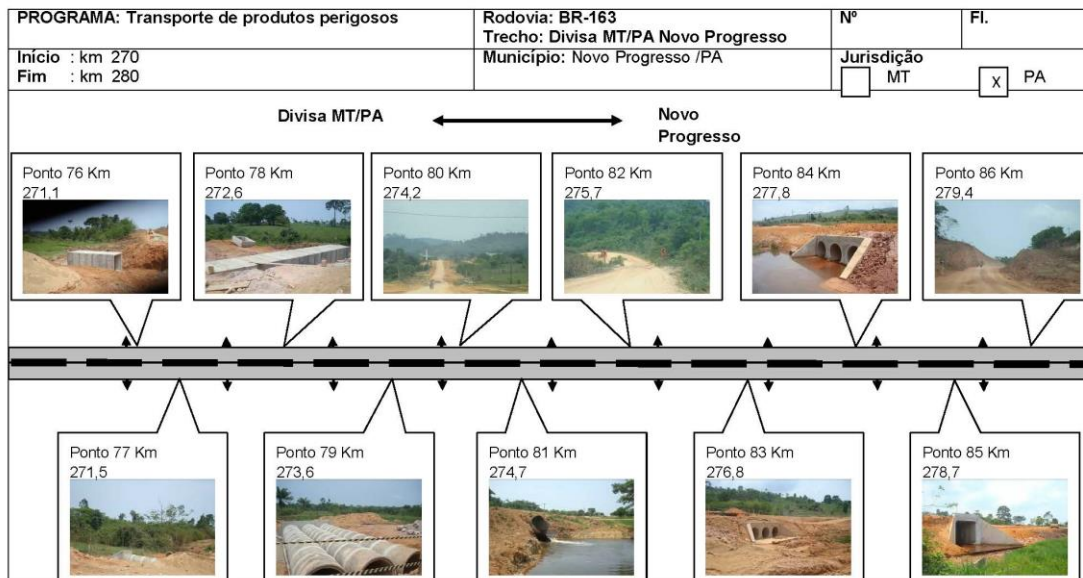 PROGRAMA: Transporte de produtos perigosos
Rodovia: BR-163
Trecho: Divisa MT/PA Novo Progresso
Nº
Fl.
Início : km 270
Fim : km 280
Município: Novo Progresso /PA
Jurisdição
MT
X
PA
Divisa MT/PA
Novo
Progresso
Ponto 76 Km
271,1
Ponto 78 Km
272,6
Ponto 80 Km
274,2
Ponto 82 Km
275,7
Ponto 84 Km
277,8
Ponto 86 Km
279,4
Ponto 77 Km
271,5
Ponto 79 Km
273,6
Ponto 81 Km
274,7
Ponto 83 Km
276,8
Ponto 85 Km
278,7